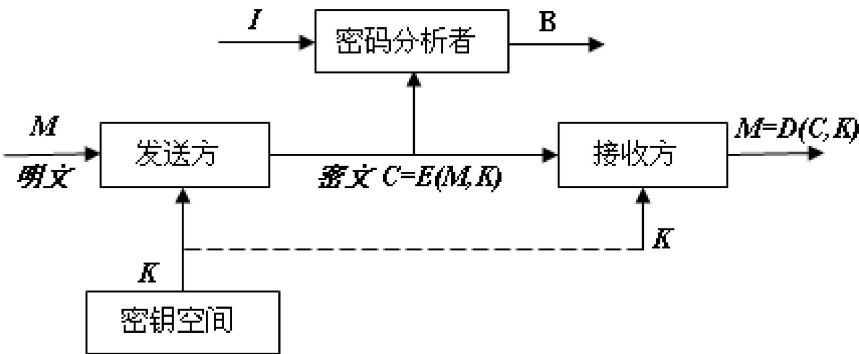 I
密码分析者
B
M
明文
发送方
密文 C=E(M,K)
接收方
M=D(C,K)
K
K
密钥空间